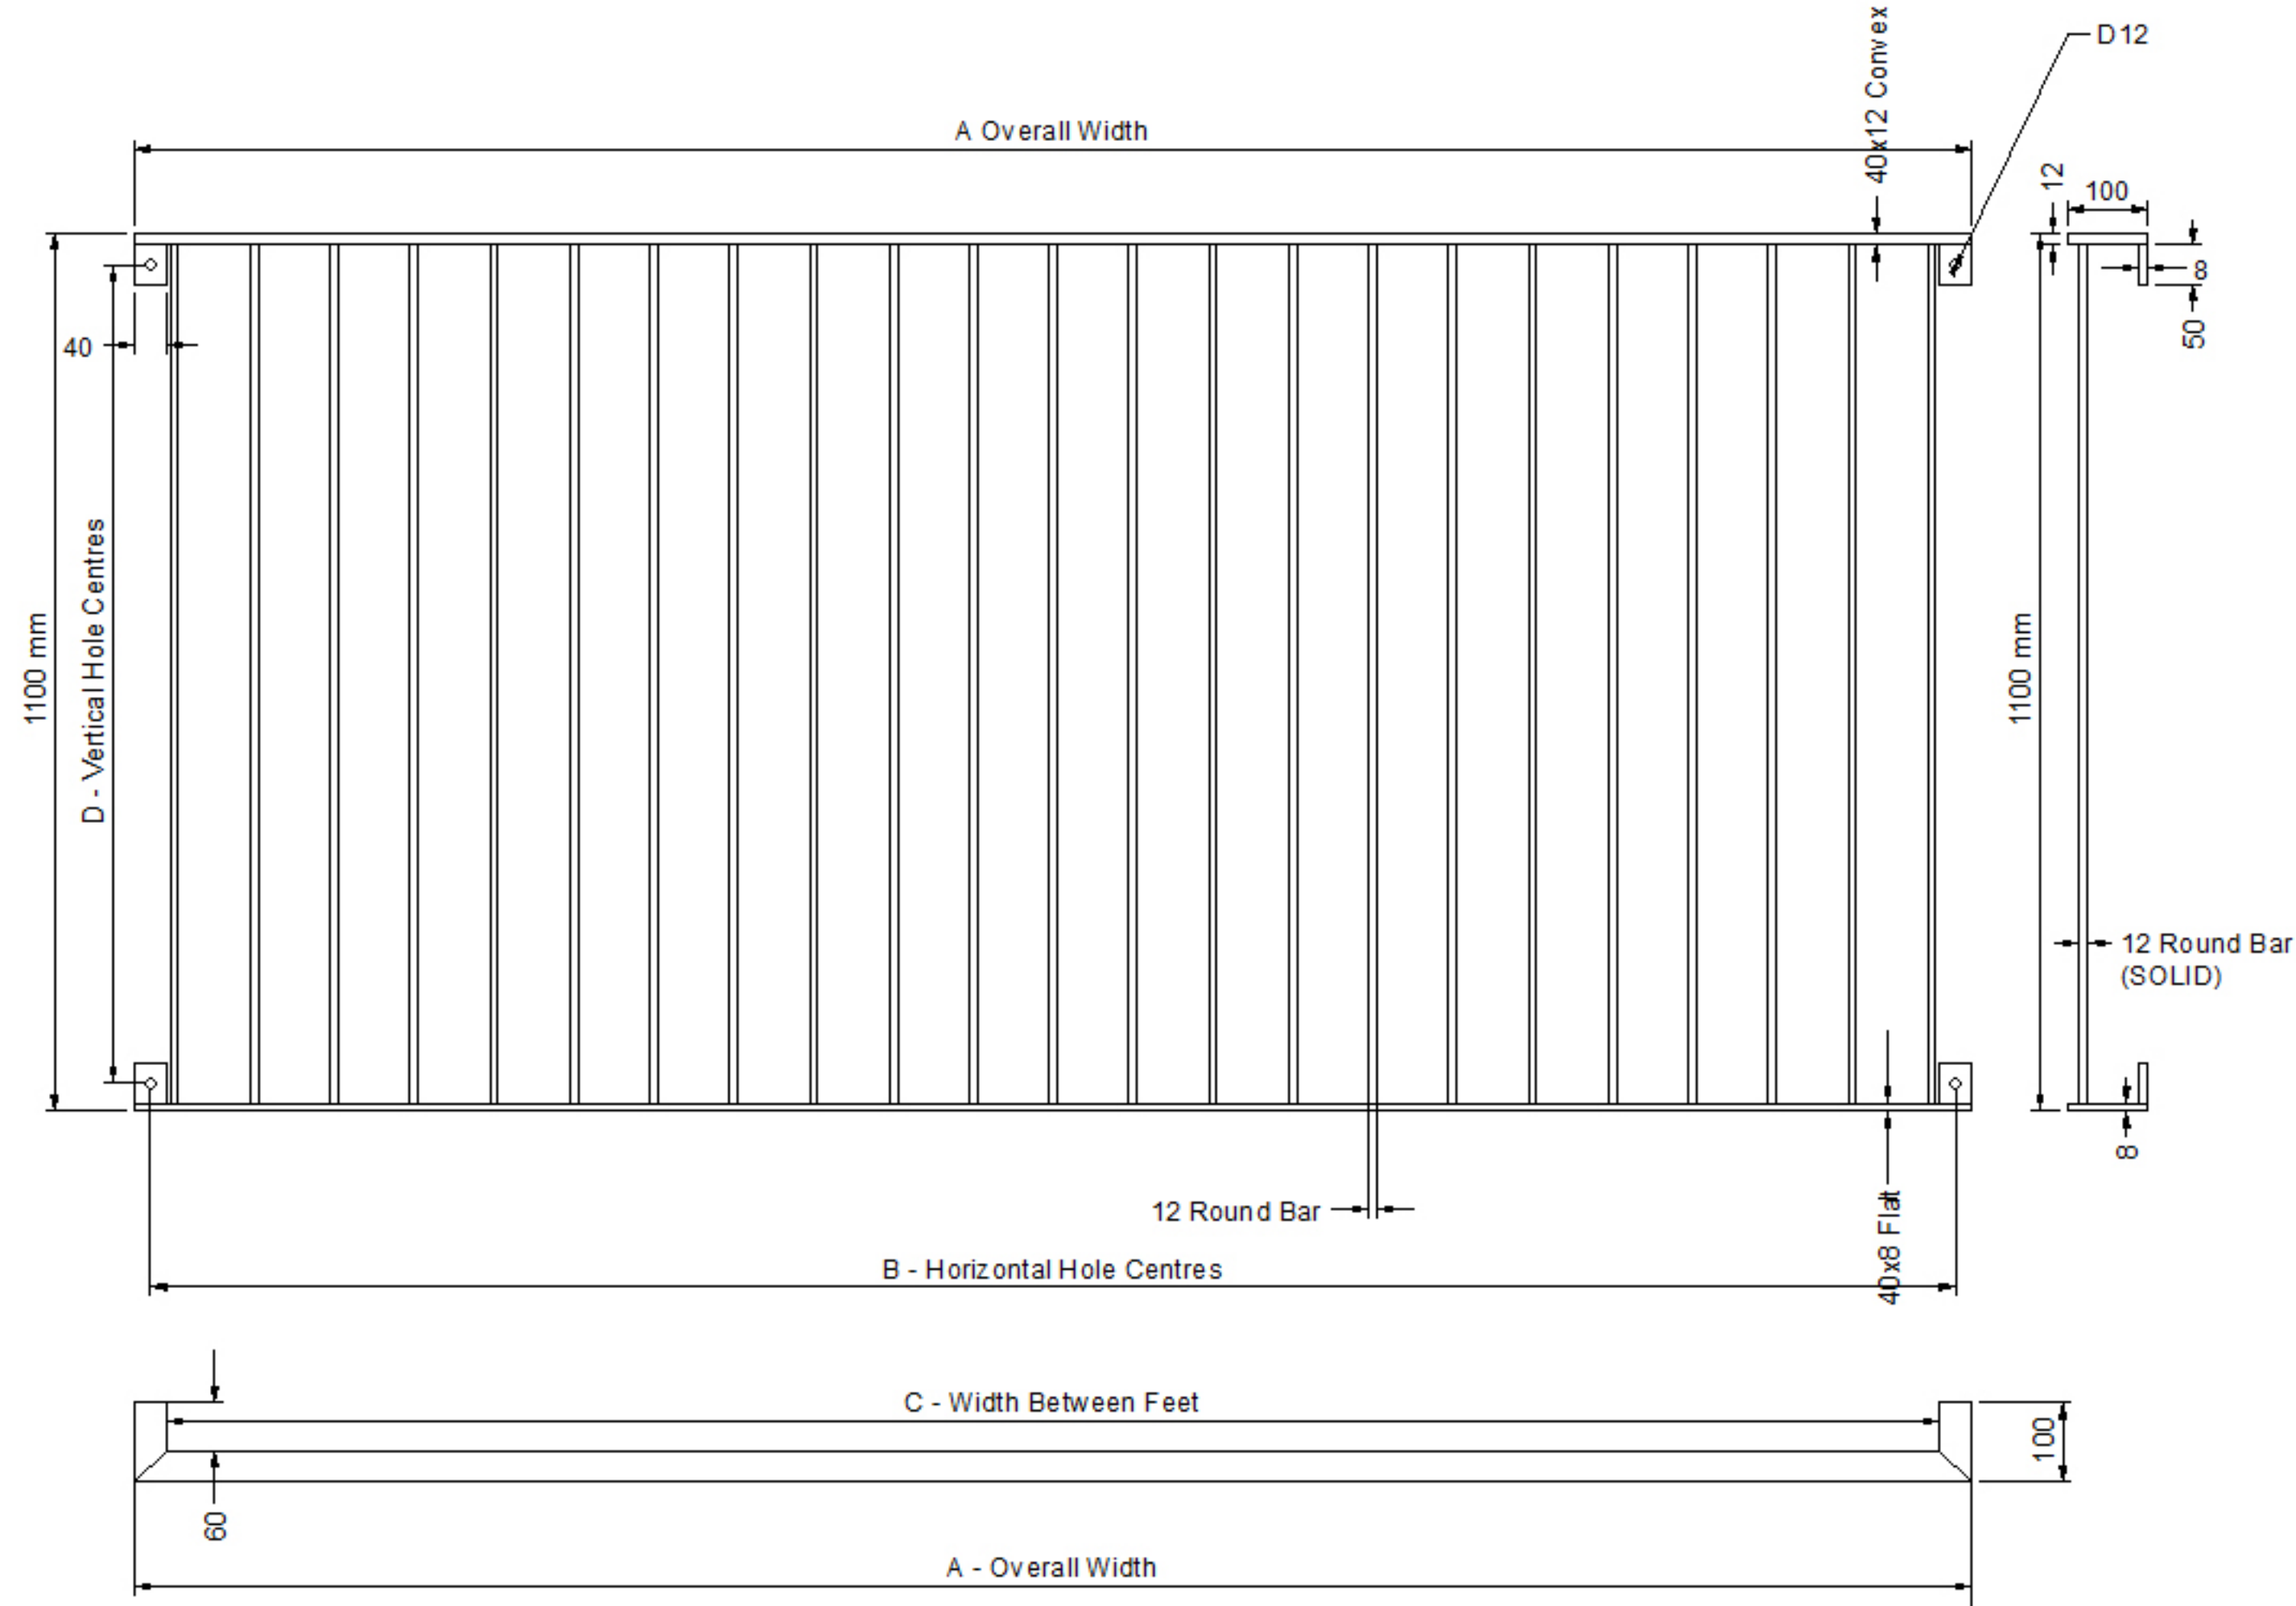 D12
40x12 Convex
A Overall Width
12
100
8
50
40
D - Vertical Hole Centres
1100 mm
1100 mm
12 Round Bar
(SOLID)
8
12 Round Bar
40x8 Flat
B - Horizontal Hole Centres
C - Width Between Feet
100
60
A - Overall Width